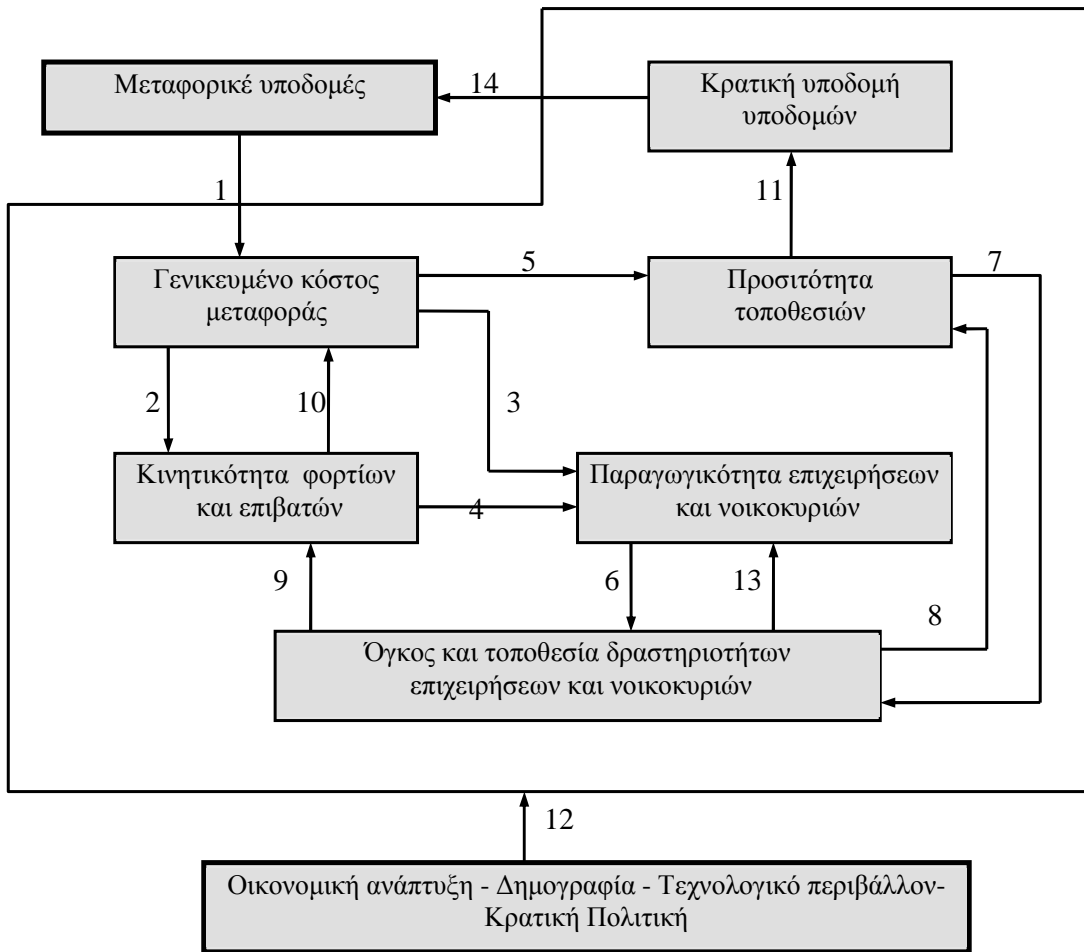 Μεταφορικέ υποδομές
14
Κρατική υποδομή
υποδομών
1
11
Γενικευμένο κόστος
μεταφοράς
5
Προσιτότητα
τοποθεσιών
7
2
10
3
Κινητικότητα φορτίων
και επιβατών
4
Παραγωγικότητα επιχειρήσεων
και νοικοκυριών
9
6
13
8
Όγκος και τοποθεσία δραστηριοτήτων
επιχειρήσεων και νοικοκυριών
12
Οικονομική ανάπτυξη - Δημογραφία - Τεχνολογικό περιβάλλον-
Κρατική Πολιτική